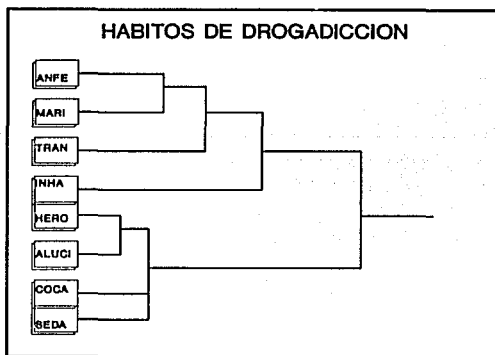 HABITOS DE DROGADICCION
ANFE
MARI
TRAN
INHA
HERO
ALUCI
COCA
SEDA